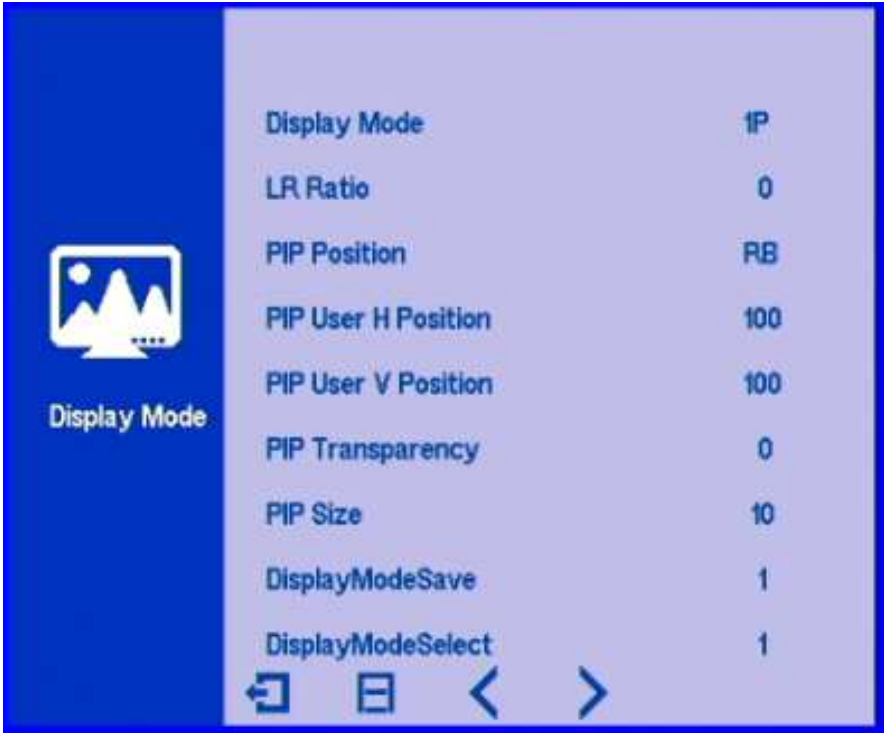 Display Mode 1P
LR Ratio 0
PIP Position RB
PIP User H Position 100
PIP User V Position 100
Display Mode
PIP Transparency 0
PIP Size 10
DisplayModeSave 1
DisplayModeSelect 1